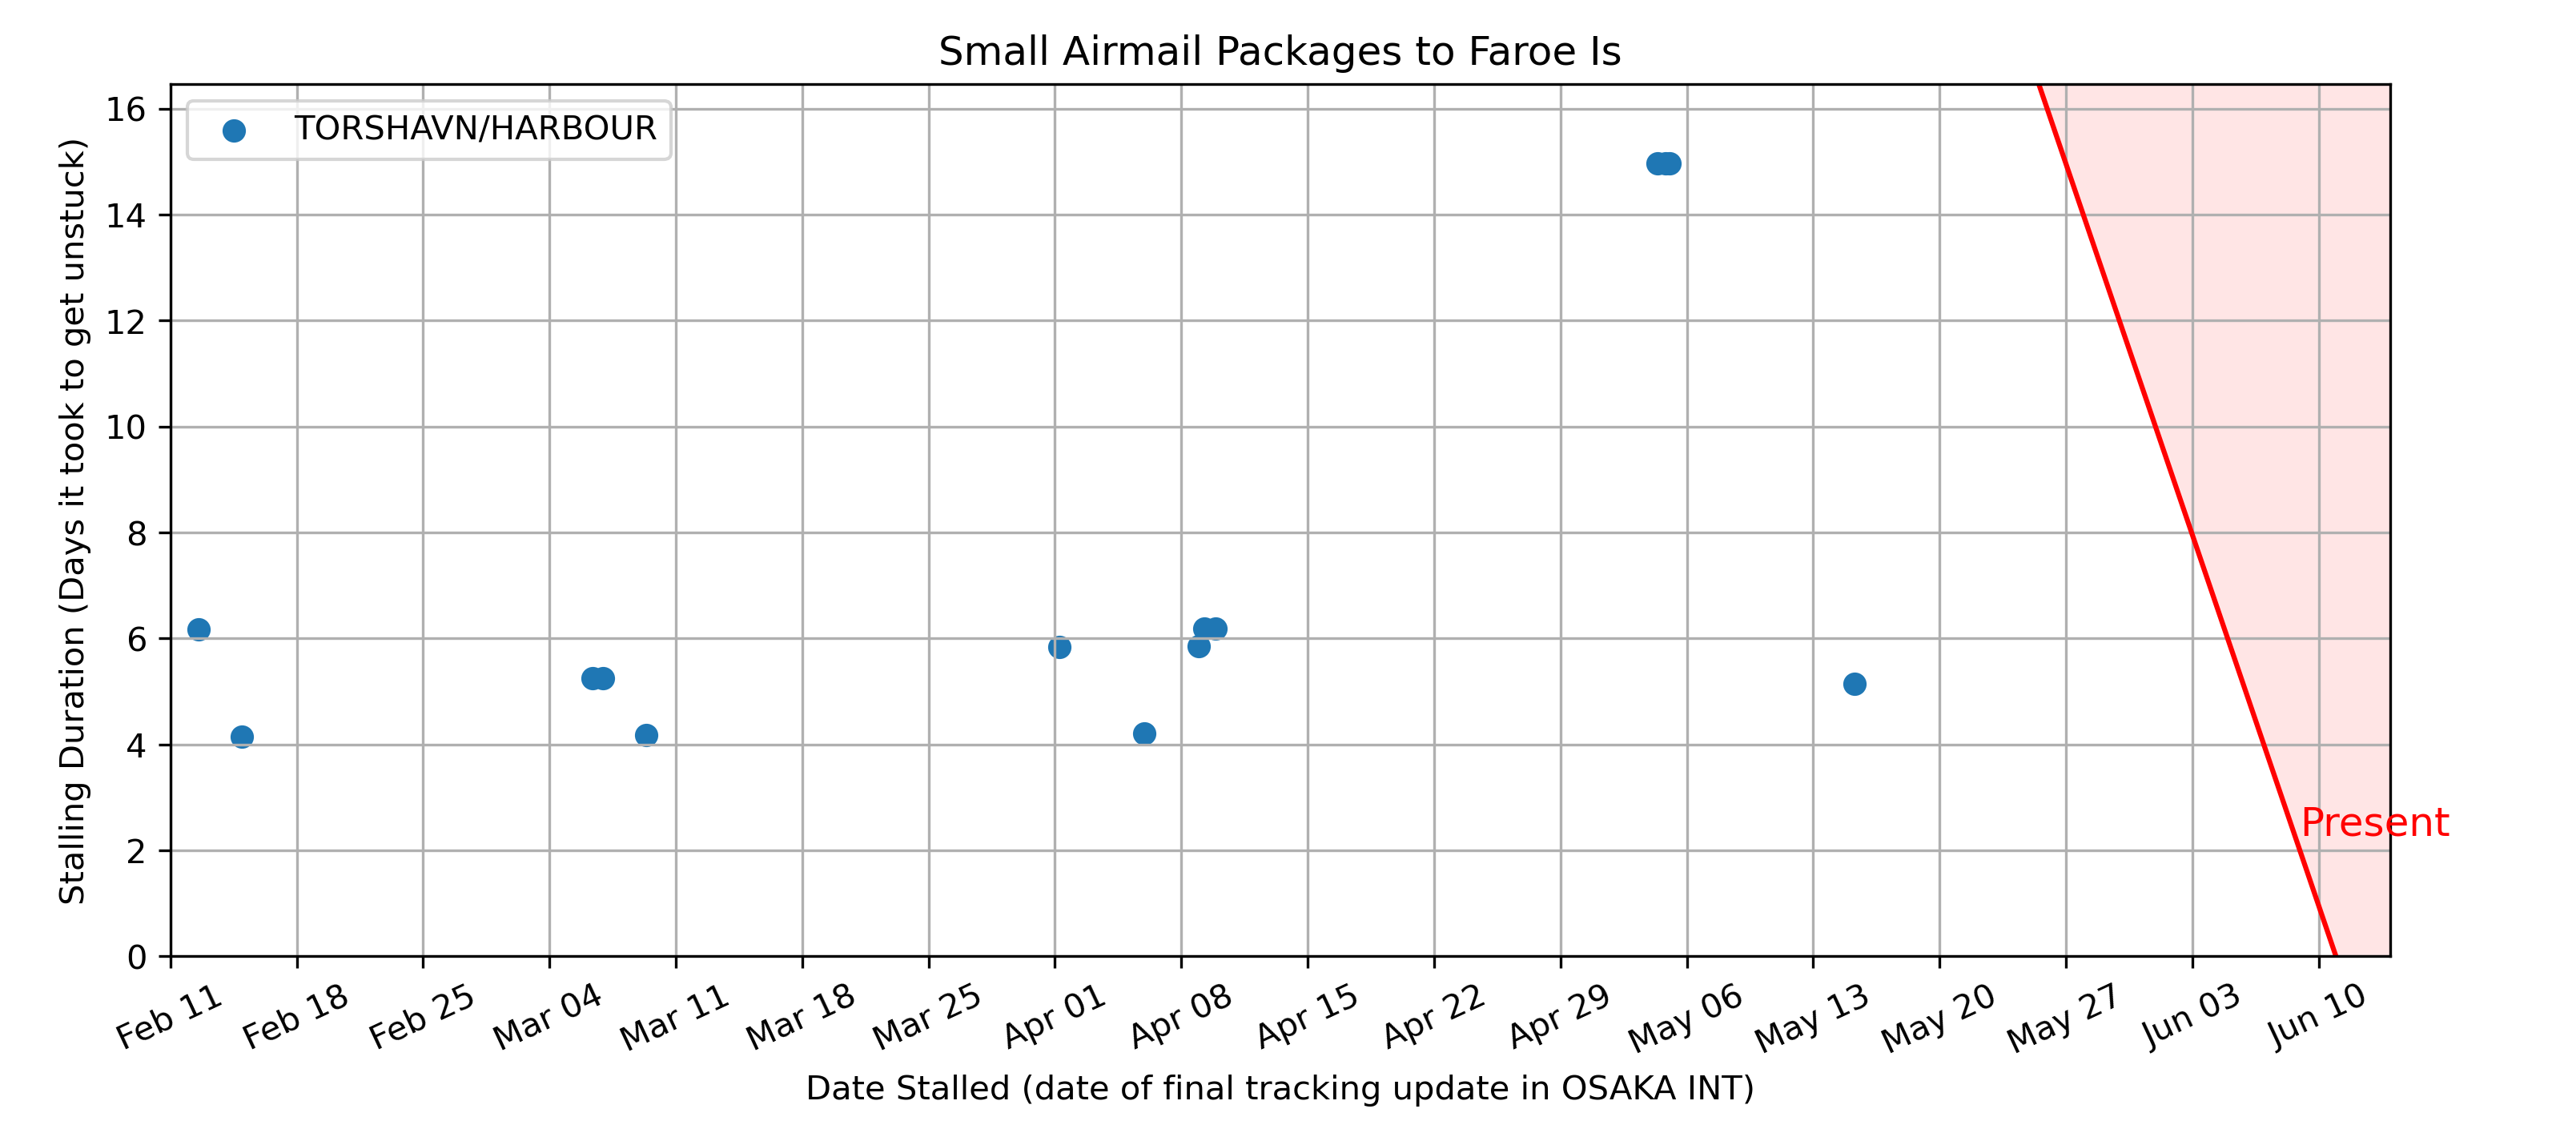 Small Airmail Packages to Faroe Is
TORSHAVN/HARBOUR
Stalling Duration (Days it took to get unstuck)
16
14
12
10
8
6
4
2
0
Present
Feb 11
Feb 18
Feb 25
Mar 04
Mar 11
Mar 18
Mar 25
Apr 01
Apr 08
Apr 15
Apr 22
Apr 29
May 06
May 13
May 20
May 27
Jun 03
Jun 10
Date Stalled (date of final tracking update in OSAKA INT)